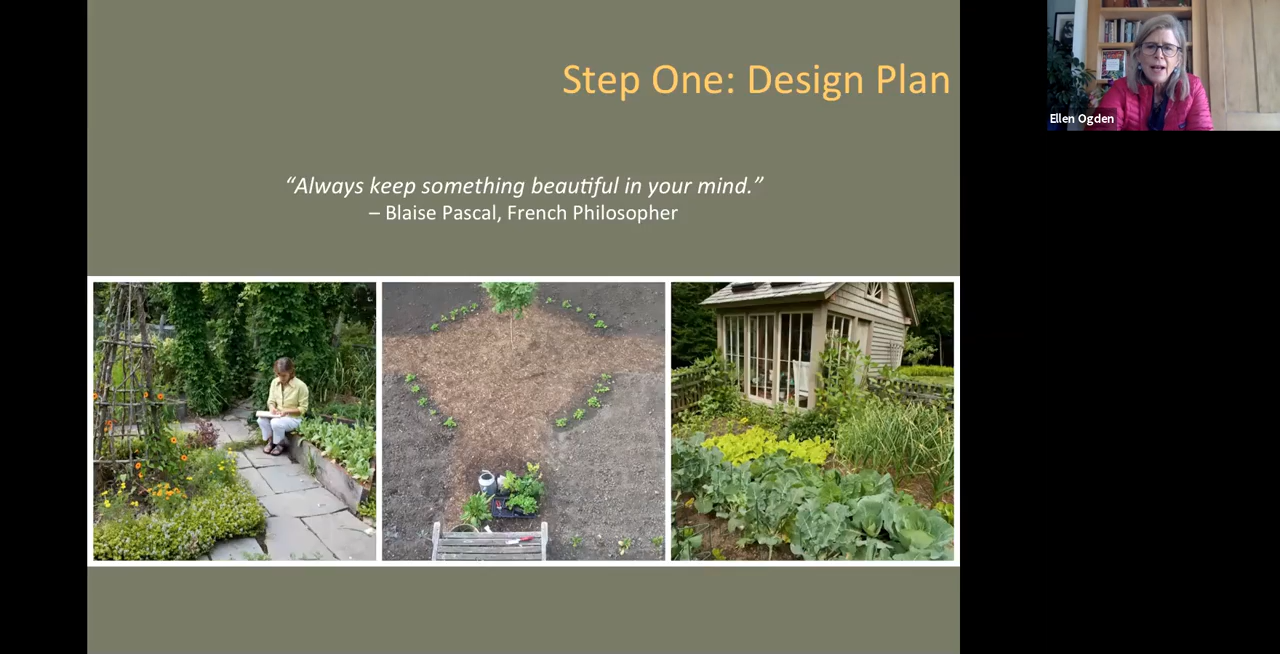 Step One: Design Plan
“Always keep something beautiful in your mind.”
– Blaise Pascal, French Philosopher
Ellen Ogden